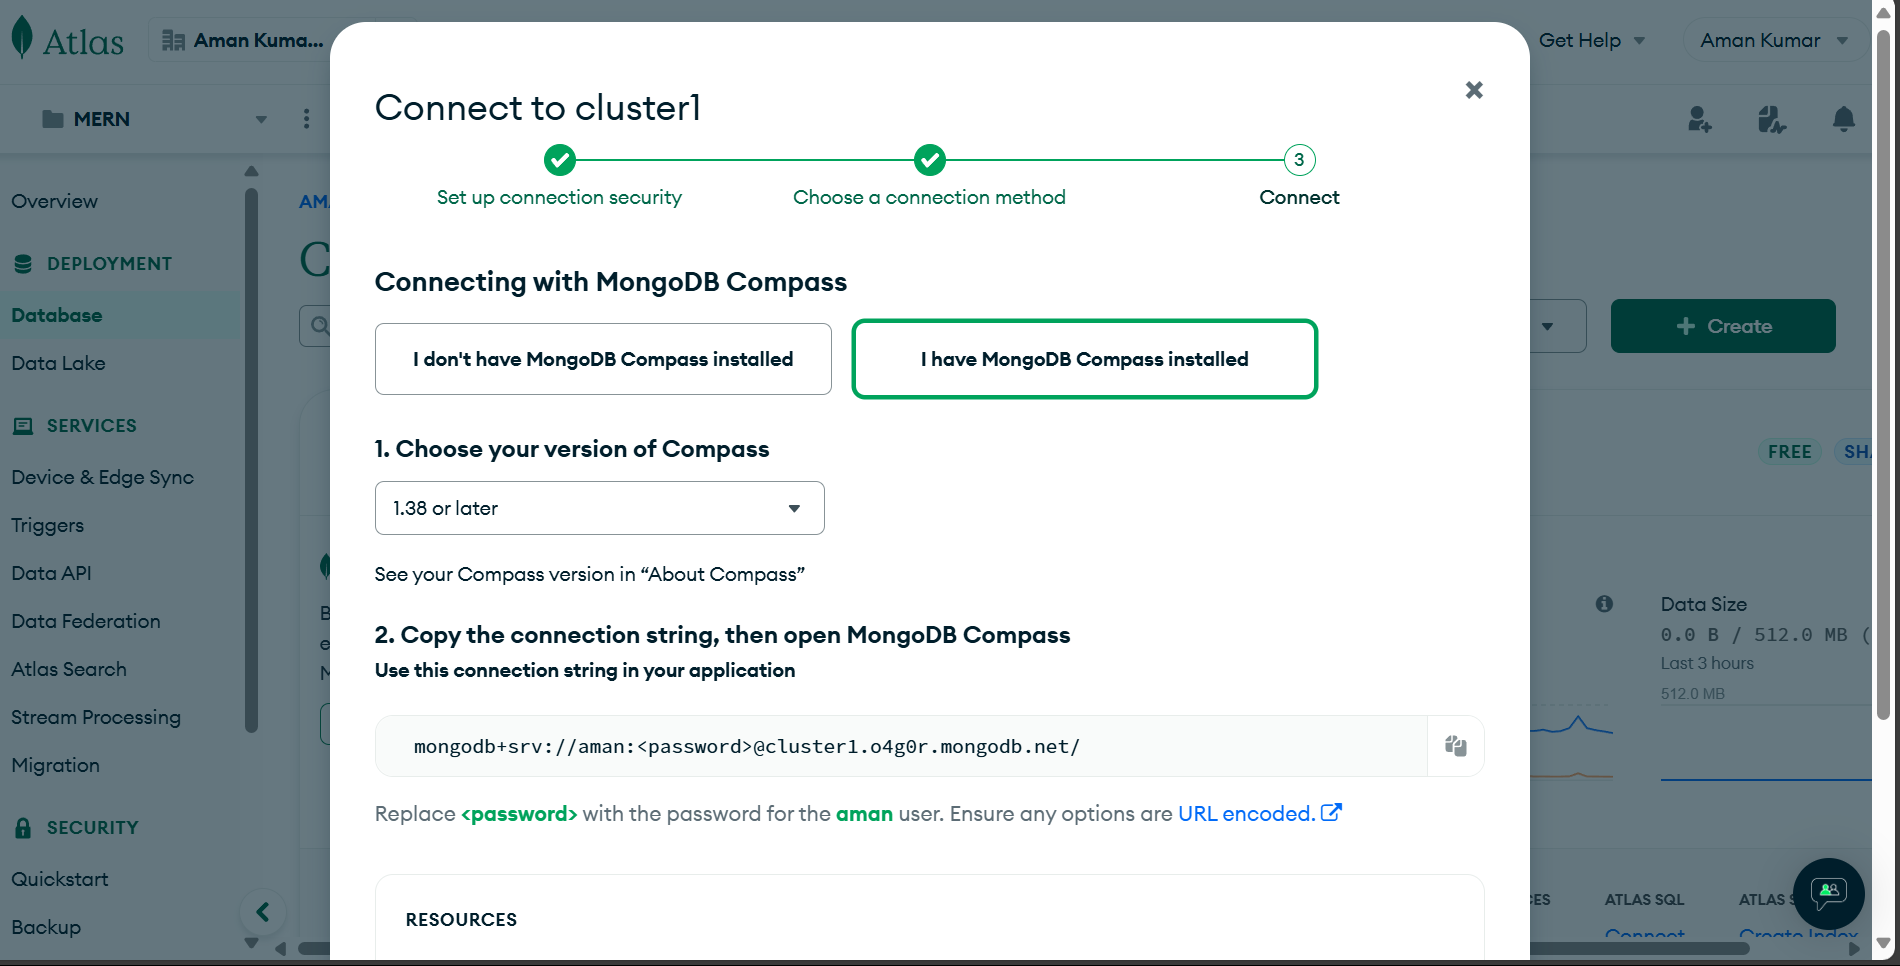 Atlas
Aman Kuma...
Get Help
Aman Kumar
MERN
Overview
DEPLOYMENT
Database
Data Lake
SERVICES
Device & Edge Sync
Triggers
Data API
Data Federation
Atlas Search
Stream Processing
Migration
SECURITY
Quickstart
Backup
Connect to cluster1
3
Set up connection security
Choose a connection method
Connect
Connecting with MongoDB Compass
I don't have MongoDB Compass installed
I have MongoDB Compass installed
1. Choose your version of Compass
1.38 or later
See your Compass version in “About Compass”
2. Copy the connection string, then open MongoDB Compass
Use this connection string in your application
mongodb+srv://aman:<password>@cluster1.o4g0r.mongodb.net/
Replace <password> with the password for the aman user. Ensure any options are URL encoded.
RESOURCES
+ Create
FREE
Data Size
0.0 B / 512.0 MB (
Last 3 hours
512.0 MB
ATLAS SQL
Connect
ATLAS S
Create Index